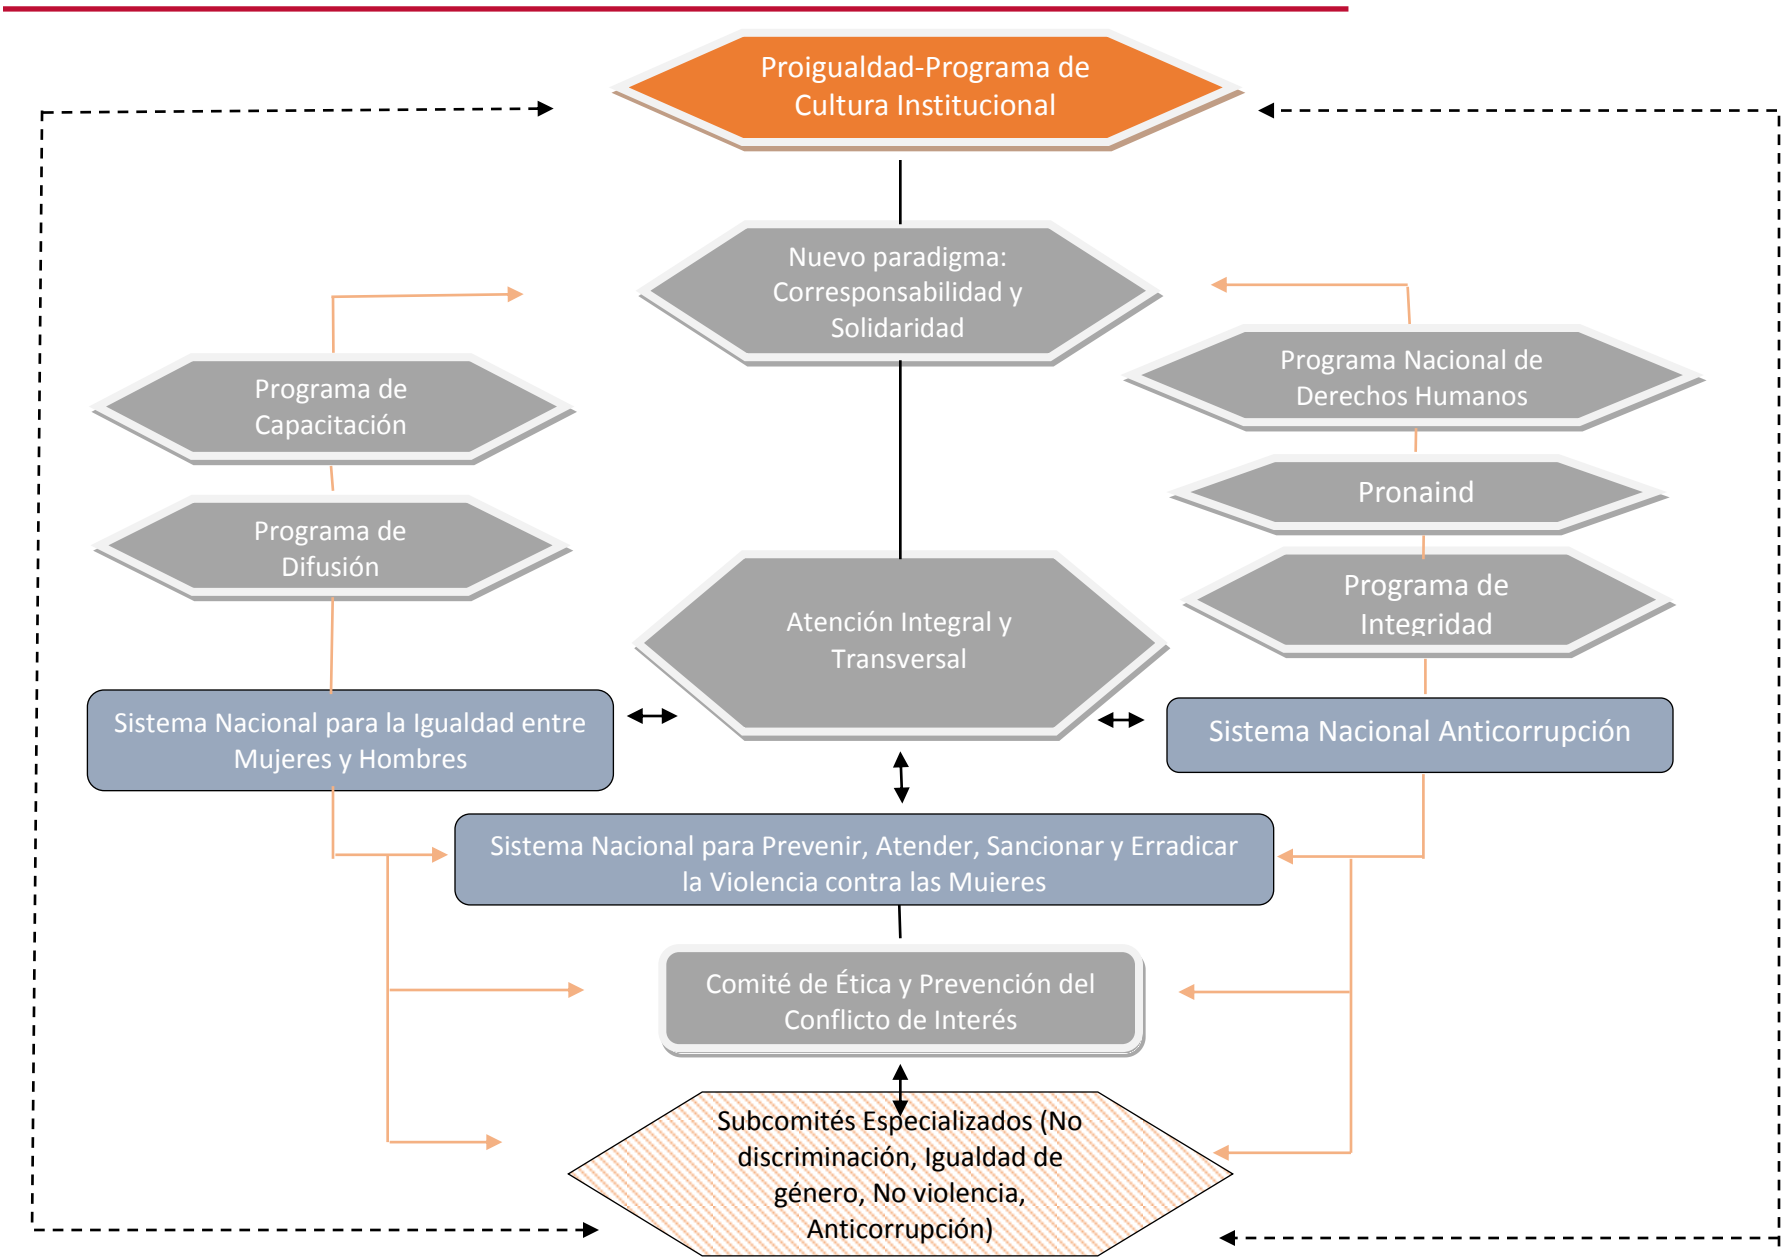 Proigualdad-Programa de
Cultura Institucional
Nuevo paradigma:
Corresponsabilidad y
Solidaridad
Programa de
Capacitación
Programa Nacional de
Derechos Humanos
Pronaind
Programa de
Difusión
Programa de
Integridad
Atención Integral y
Transversal
Sistema Nacional para la Igualdad entre
Mujeres y Hombres
Sistema Nacional Anticorrupción
Sistema Nacional para Prevenir, Atender, Sancionar y Erradicar
la Violencia contra las Mujeres
Comité de Ética y Prevención del
Conflicto de Interés
Subcomités Especializados (No
discriminación, Igualdad de
género, No violencia,
Anticorrupción)